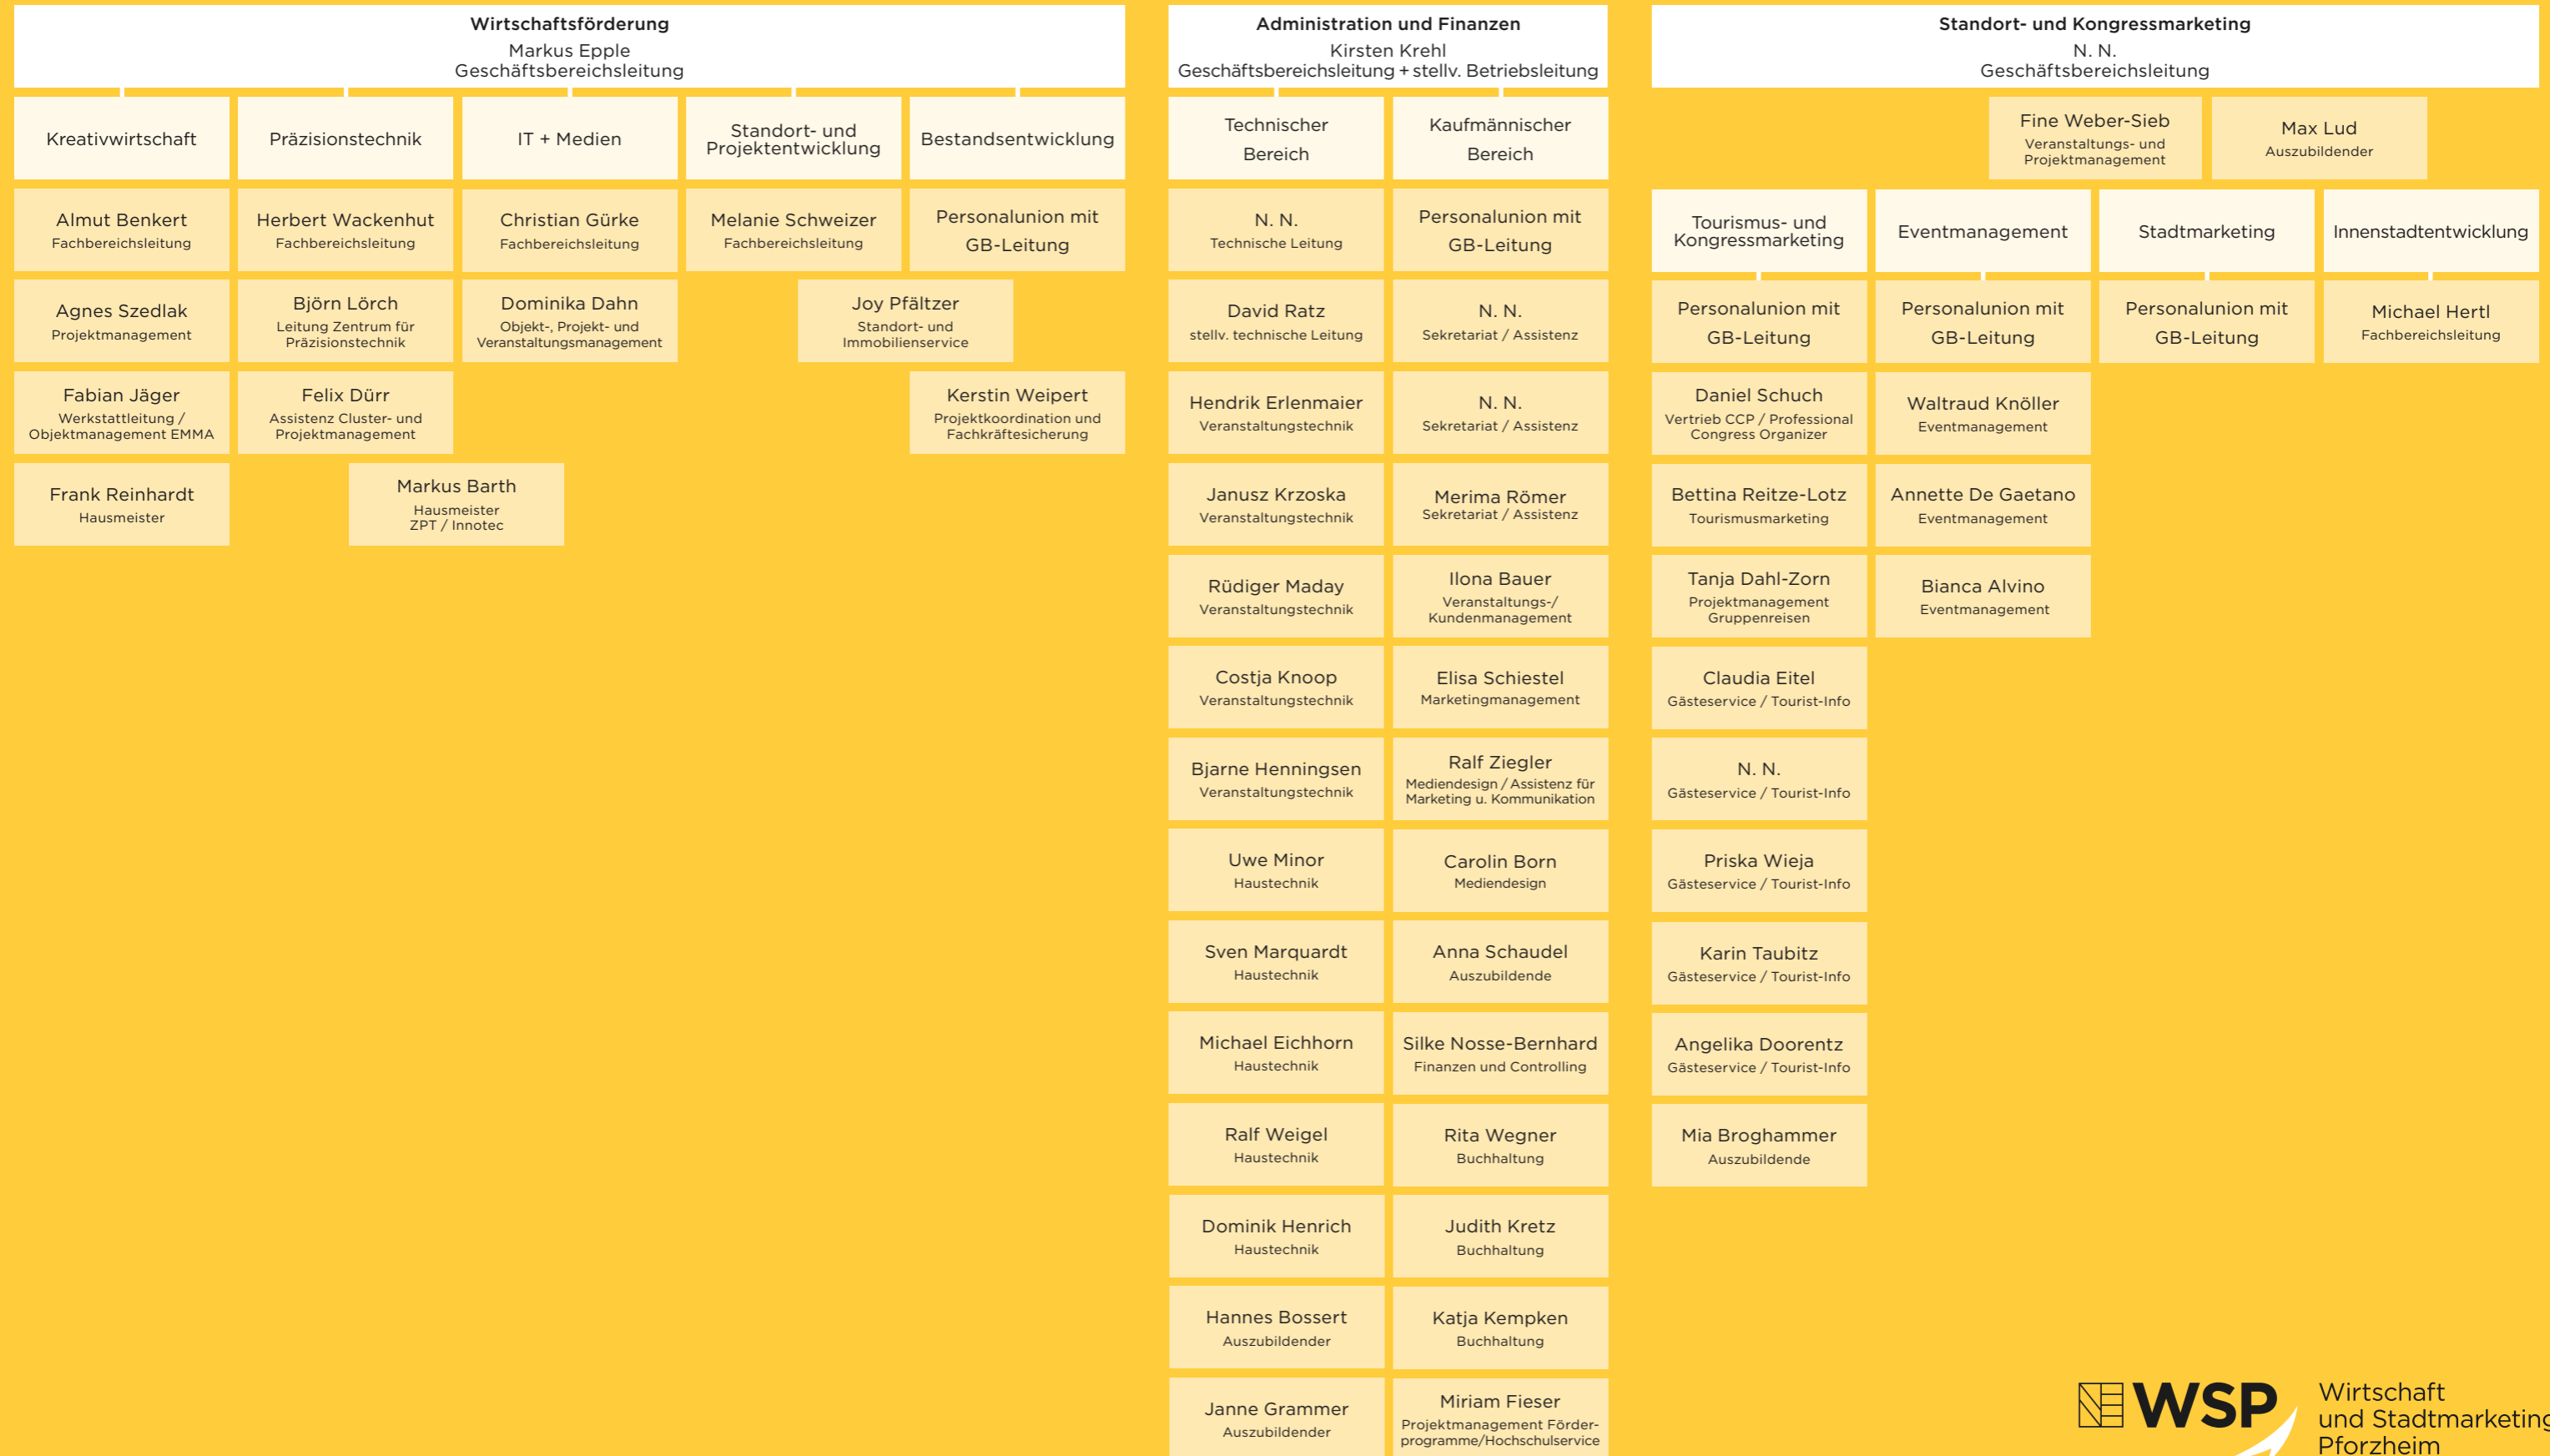 Wirtschaftsförderung
Markus Epple
Geschäftsbereichsleitung
Kreativwirtschaft
Präzisionstechnik
IT + Medien
Standort- und
Projektentwicklung
Bestandsentwicklung
Almut Benkert
Fachbereichsleitung
Herbert Wackenhut
Fachbereichsleitung
Christian Gürke
Fachbereichsleitung
Melanie Schweizer
Fachbereichsleitung
Personalunion mit
GB-Leitung
Agnes Szedlak
Projektmanagement
Björn Lörch
Leitung Zentrum für
Präzisionstechnik
Dominika Dahn
Objekt-, Projekt- und
Veranstaltungsmanagement
Joy Pfältzer
Standort- und
Immobilienservice
Fabian Jäger
Werkstattleitung /
Objektmanagement EMMA
Felix Dürr
Assistenz Cluster- und
Projektmanagement
Kerstin Weipert
Projektkoordination und
Fachkräftesicherung
Frank Reinhardt
Hausmeister
Markus Barth
Hausmeister
ZPT / Innotec
Administration und Finanzen
Kirsten Krehl
Geschäftsbereichsleitung + stellv. Betriebsleitung
Technischer
Bereich
N. N.
Technische Leitung
David Ratz
stellv. technische Leitung
Hendrik Erlenmaier
Veranstaltungstechnik
Janusz Krzoska
Veranstaltungstechnik
Rüdiger Maday
Veranstaltungstechnik
Costja Knoop
Veranstaltungstechnik
Bjarne Henningsen
Veranstaltungstechnik
Uwe Minor
Haustechnik
Sven Marquardt
Haustechnik
Michael Eichhorn
Haustechnik
Ralf Weigel
Haustechnik
Dominik Henrich
Haustechnik
Hannes Bossert
Auszubildender
Janne Grammer
Auszubildender
Kaufmännischer
Bereich
Personalunion mit
GB-Leitung
N. N.
Sekretariat / Assistenz
N. N.
Sekretariat / Assistenz
Merima Römer
Sekretariat / Assistenz
Ilona Bauer
Veranstaltungs-/
Kundenmanagement
Elisa Schiestel
Marketingmanagement
Ralf Ziegler
Mediendesign / Assistenz für
Marketing u. Kommunikation
Carolin Born
Mediendesign
Anna Schaudel
Auszubildende
Silke Nosse-Bernhard
Finanzen und Controlling
Rita Wegner
Buchhaltung
Judith Kretz
Buchhaltung
Katja Kempken
Buchhaltung
Miriam Fieser
Projektmanagement Förder-
programme/Hochschulservice
Standort- und Kongressmarketing
N. N.
Geschäftsbereichsleitung
Fine Weber-Sieb
Veranstaltungs- und
Projektmanagement
Max Lud
Auszubildender
Tourismus- und
Kongressmarketing
Eventmanagement
Stadtmarketing
Innenstadtentwicklung
Personalunion mit
GB-Leitung
Personalunion mit
GB-Leitung
Personalunion mit
GB-Leitung
Michael Hertl
Fachbereichsleitung
Daniel Schuch
Vertrieb CCP / Professional
Congress Organizer
Waltraud Knöller
Eventmanagement
Bettina Reitze-Lotz
Tourismusmarketing
Annette De Gaetano
Eventmanagement
Tanja Dahl-Zorn
Projektmanagement
Gruppenreisen
Bianca Alvino
Eventmanagement
Claudia Eitel
Gästeservice / Tourist-Info
N. N.
Gästeservice / Tourist-Info
Priska Wieja
Gästeservice / Tourist-Info
Karin Taubitz
Gästeservice / Tourist-Info
Angelika Doorentz
Gästeservice / Tourist-Info
Mia Broghammer
Auszubildende
WSP
Wirtschaft
und Stadtmarketing
Pforzheim